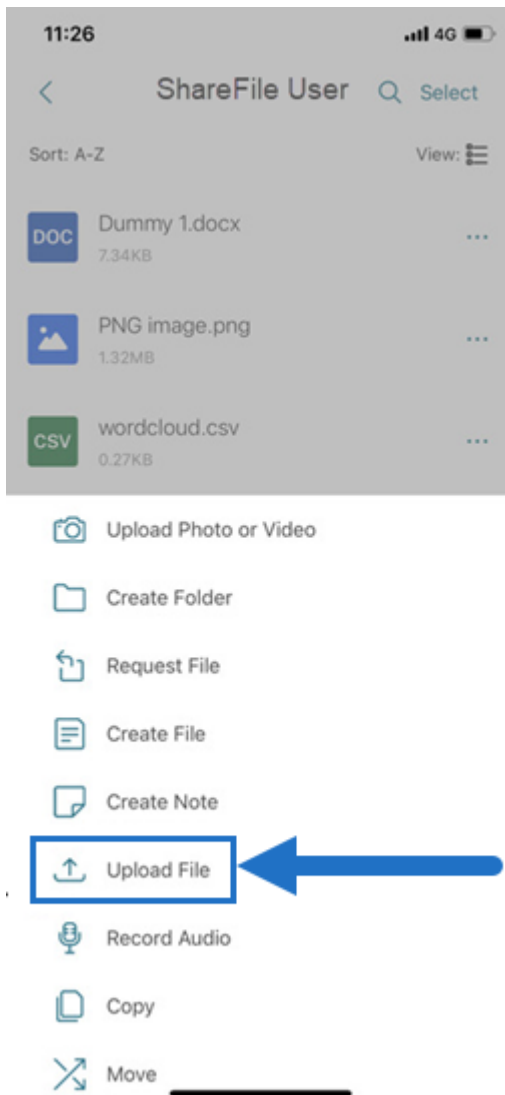 11:26 4G
ShareFile User Select
Sort: A-Z View:
DOC Dummy 1.docx
7.34KB
PNG image.png
1.32MB
CSV wordcloud.csv
0.27KB
Upload Photo or Video
Create Folder
Request File
Create File
Create Note
Upload File
Record Audio
Copy
Move